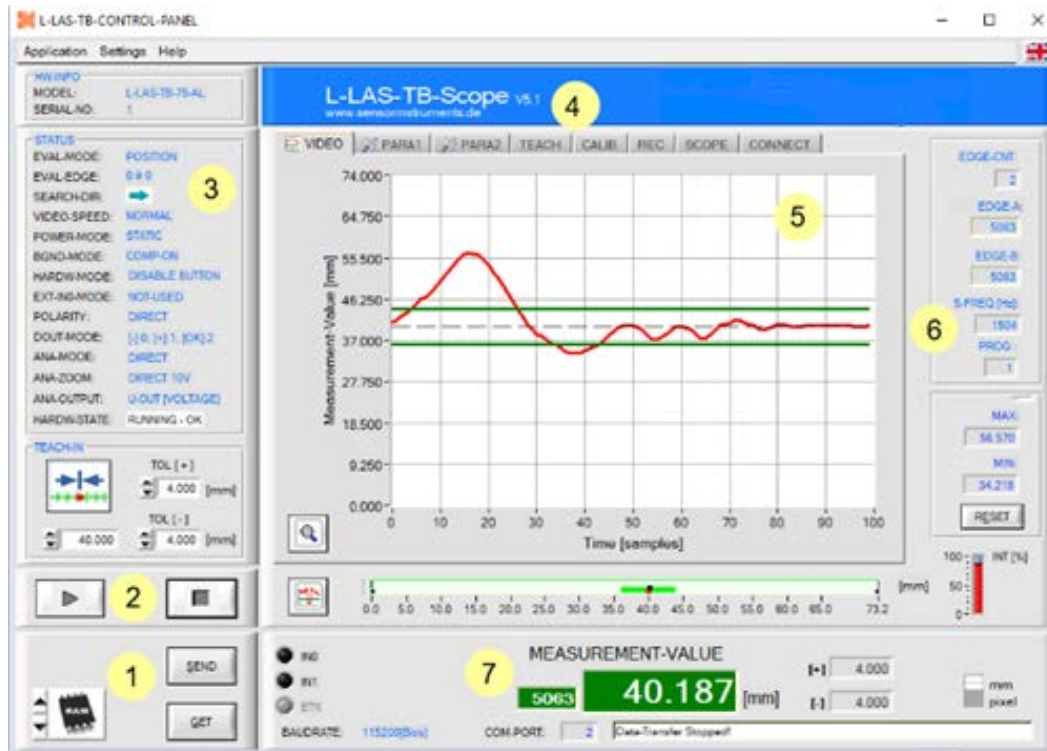 L-LAS-TB-CONTROL-PANEL
Application Settings Help
HW-INFO
MODEL: L-LAS-TB-75-AL
SERIAL-NO: 1
L-LAS-TB-Scope V5.1
www.sensorinstruments.de
4
STATUS
EVAL-MODE: POSITION
EVAL-EDGE: 0 # 0
SEARCH-DIR:
VIDEO-SPEED: NORMAL
POWER-MODE: STATIC
BGND-MODE: COMP-ON
HARDW-MODE: DISABLE BUTTON
EXT-IN0-MODE: NOT-USED
POLARITY: DIRECT
DOUT-MODE: [-] 0, [+] 1, [OK] 2
ANA-MODE: DIRECT
ANA-ZOOM: DIRECT 10V
ANA-OUTPUT: U-OUT [VOLTAGE]
HARDW-STATE: RUNNING - OK
3
TEACH-IN
TOL [+]
4.000 [mm]
TOL [-]
40.000 4.000 [mm]
2
1
SEND
GET
VIDEO PARA1 PARA2 TEACH CALIB REC SCOPE CONNECT
Measurement-Value [mm]
74.000
64.750
55.500
46.250
37.000
27.750
18.500
9.250
0.000
0 10 20 30 40 50 60 70 80 90 100
Time [samples]
5
EDGE-CNT:
2
EDGE-A:
5063
EDGE-B:
5063
S-FREQ [Hz]
1504
PROG.:
1
6
MAX:
56.570
MIN:
34.218
RESET
100 INT [%]
50
0
0.0 5.0 10.0 15.0 20.0 25.0 30.0 35.0 40.0 45.0 50.0 55.0 60.0 65.0 73.2 [mm]
IN0
IN1
7
MEASUREMENT-VALUE
5063 40.187 [mm]
[+] 4.000
[-] 4.000
mm
pixel
BAUDRATE: 115200 COM-PORT: 2 Data-Transfer Stopped!